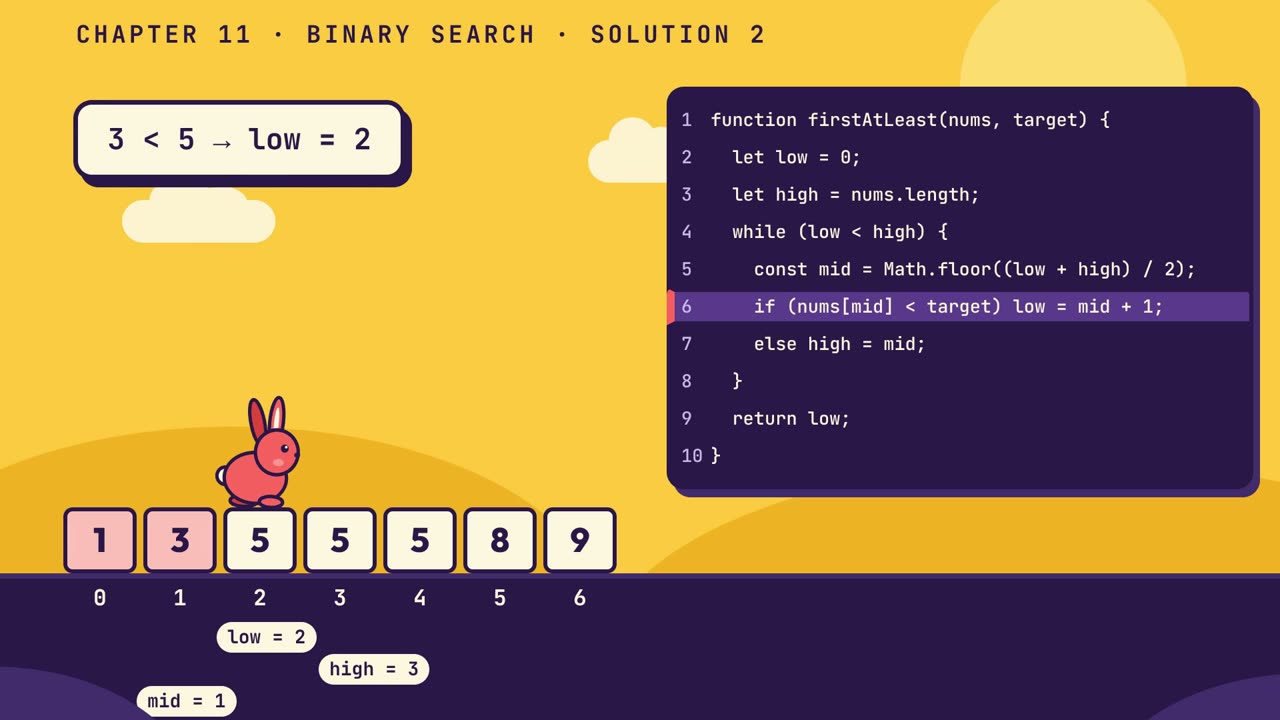 CHAPTER 11 · BINARY SEARCH · SOLUTION 2
3 < 5 → low = 2
1 function firstAtLeast(nums, target) {
2 let low = 0;
3 let high = nums.length;
4 while (low < high) {
5 const mid = Math.floor((low + high) / 2);
6 if (nums[mid] < target) low = mid + 1;
7 else high = mid;
8 }
9 return low;
10 }
1 3 5 5 5 8 9
0 1 2 3 4 5 6
low = 2
high = 3
mid = 1